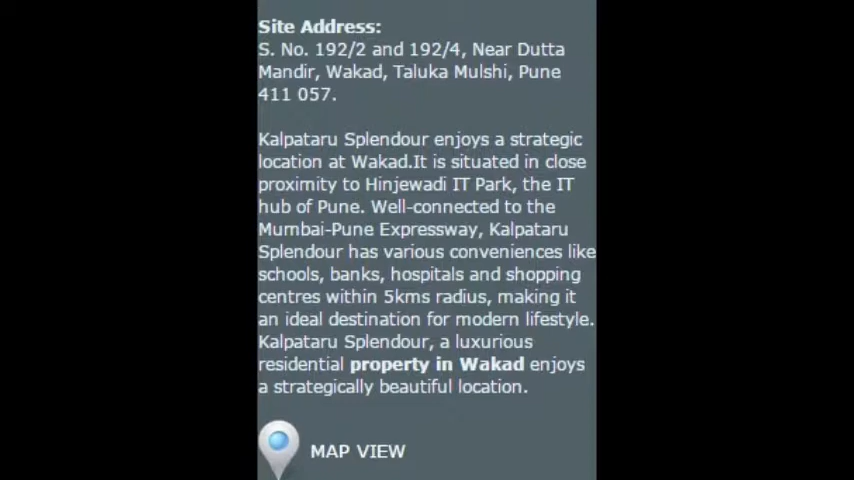 Site Address:
S. No. 192/2 and 192/4, Near Dutta
Mandir, Wakad, Taluka Mulshi, Pune
411 057.
Kalpataru Splendour enjoys a strategic
location at Wakad.It is situated in close
proximity to Hinjewadi IT Park, the IT
hub of Pune. Well-connected to the
Mumbai-Pune Expressway, Kalpataru
Splendour has various conveniences like
schools, banks, hospitals and shopping
centres within 5kms radius, making it
an ideal destination for modern lifestyle.
Kalpataru Splendour, a luxurious
residential property in Wakad enjoys
a strategically beautiful location.
MAP VIEW